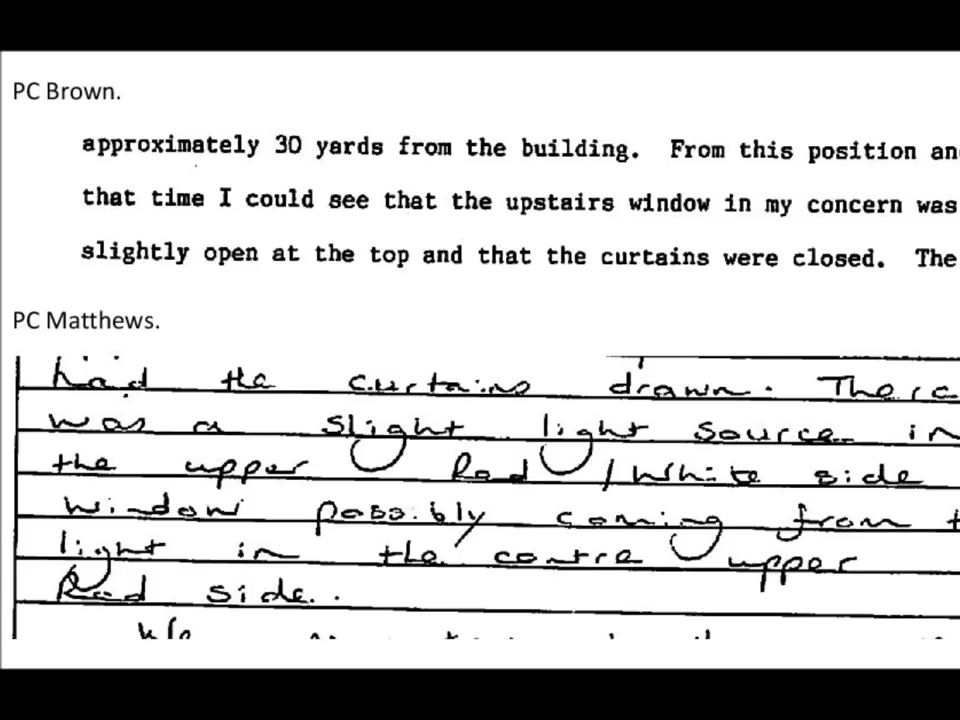 PC Brown.
approximately 30 yards from the building. From this position an
that time I could see that the upstairs window in my concern was
slightly open at the top and that the curtains were closed. The
PC Matthews.
had the curtains drawn. There
was a slight light source in
the upper Red / White side
window possibly coming from t
light in the centre upper
Red side.
We